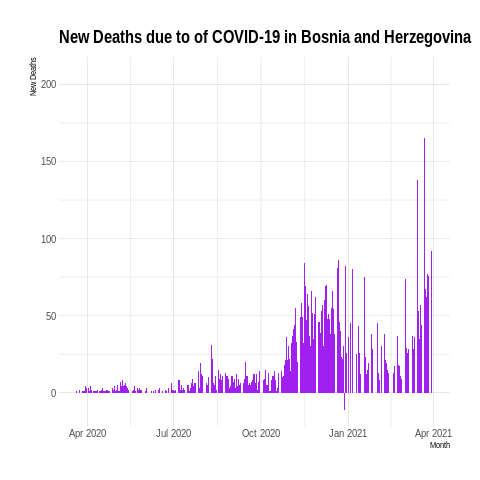 New Deaths due to of COVID-19 in Bosnia and Herzegovina
New Deaths
200
150
100
50
0
Apr 2020 Jul 2020 Oct 2020 Jan 2021 Apr 2021
Month